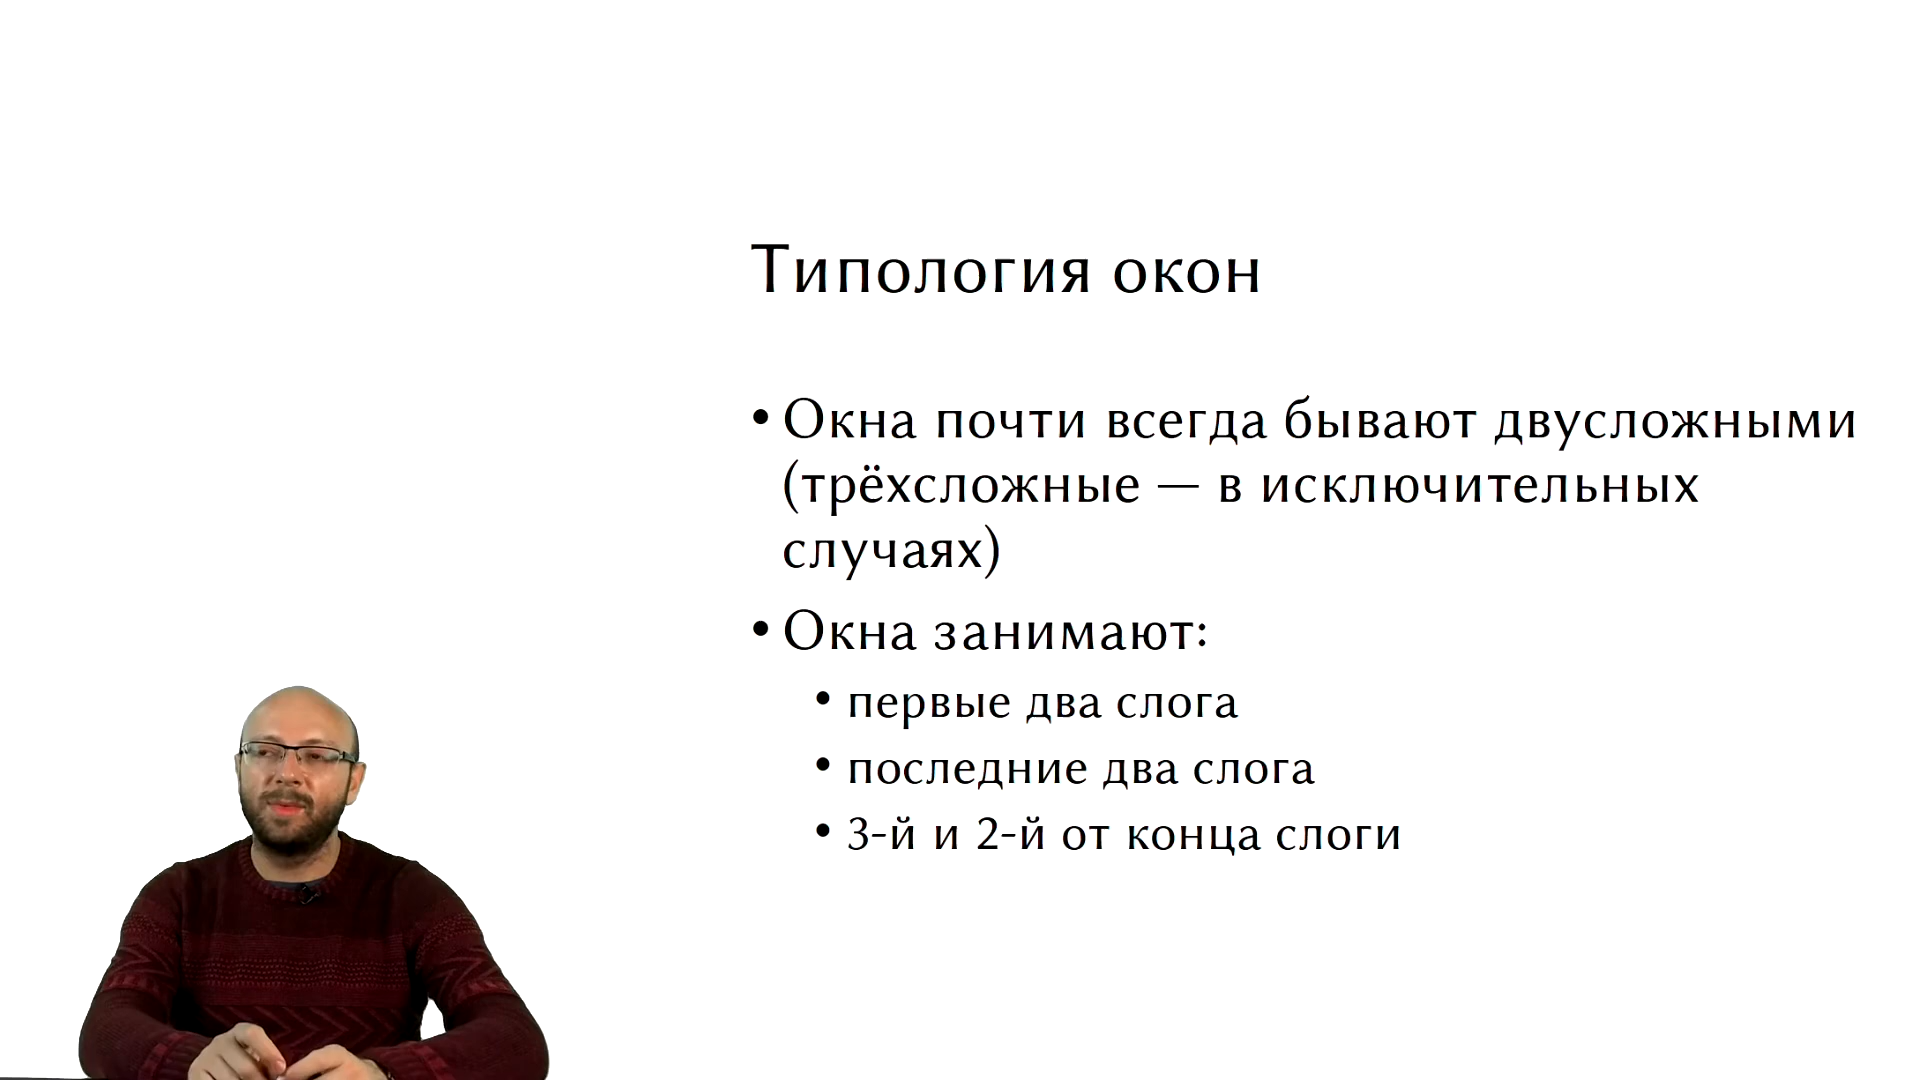 Типология окон
• Окна почти всегда бывают двусложными
(трёхсложные — в исключительных
случаях)
• Окна занимают:
• первые два слога
• последние два слога
• 3-й и 2-й от конца слоги